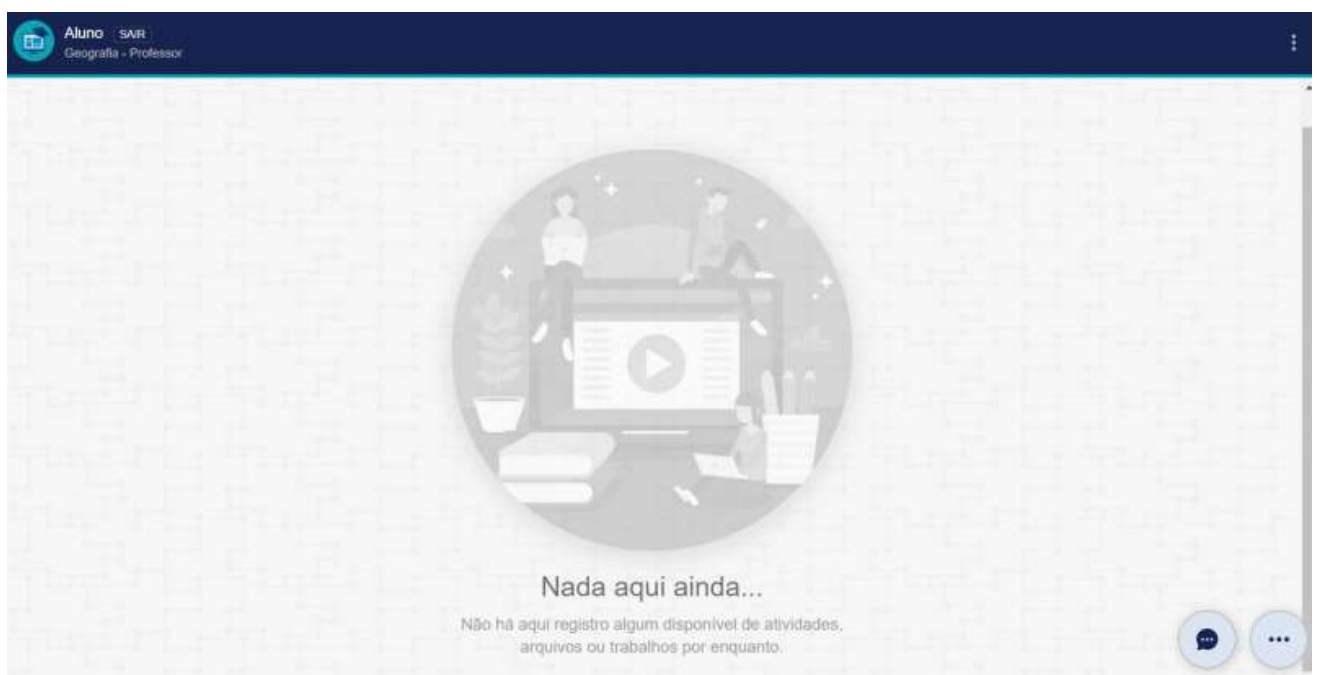 Aluno SAIR
Geografia - Professor
Nada aqui ainda...
Não há aqui registro algum disponível de atividades,
arquivos ou trabalhos por enquanto.